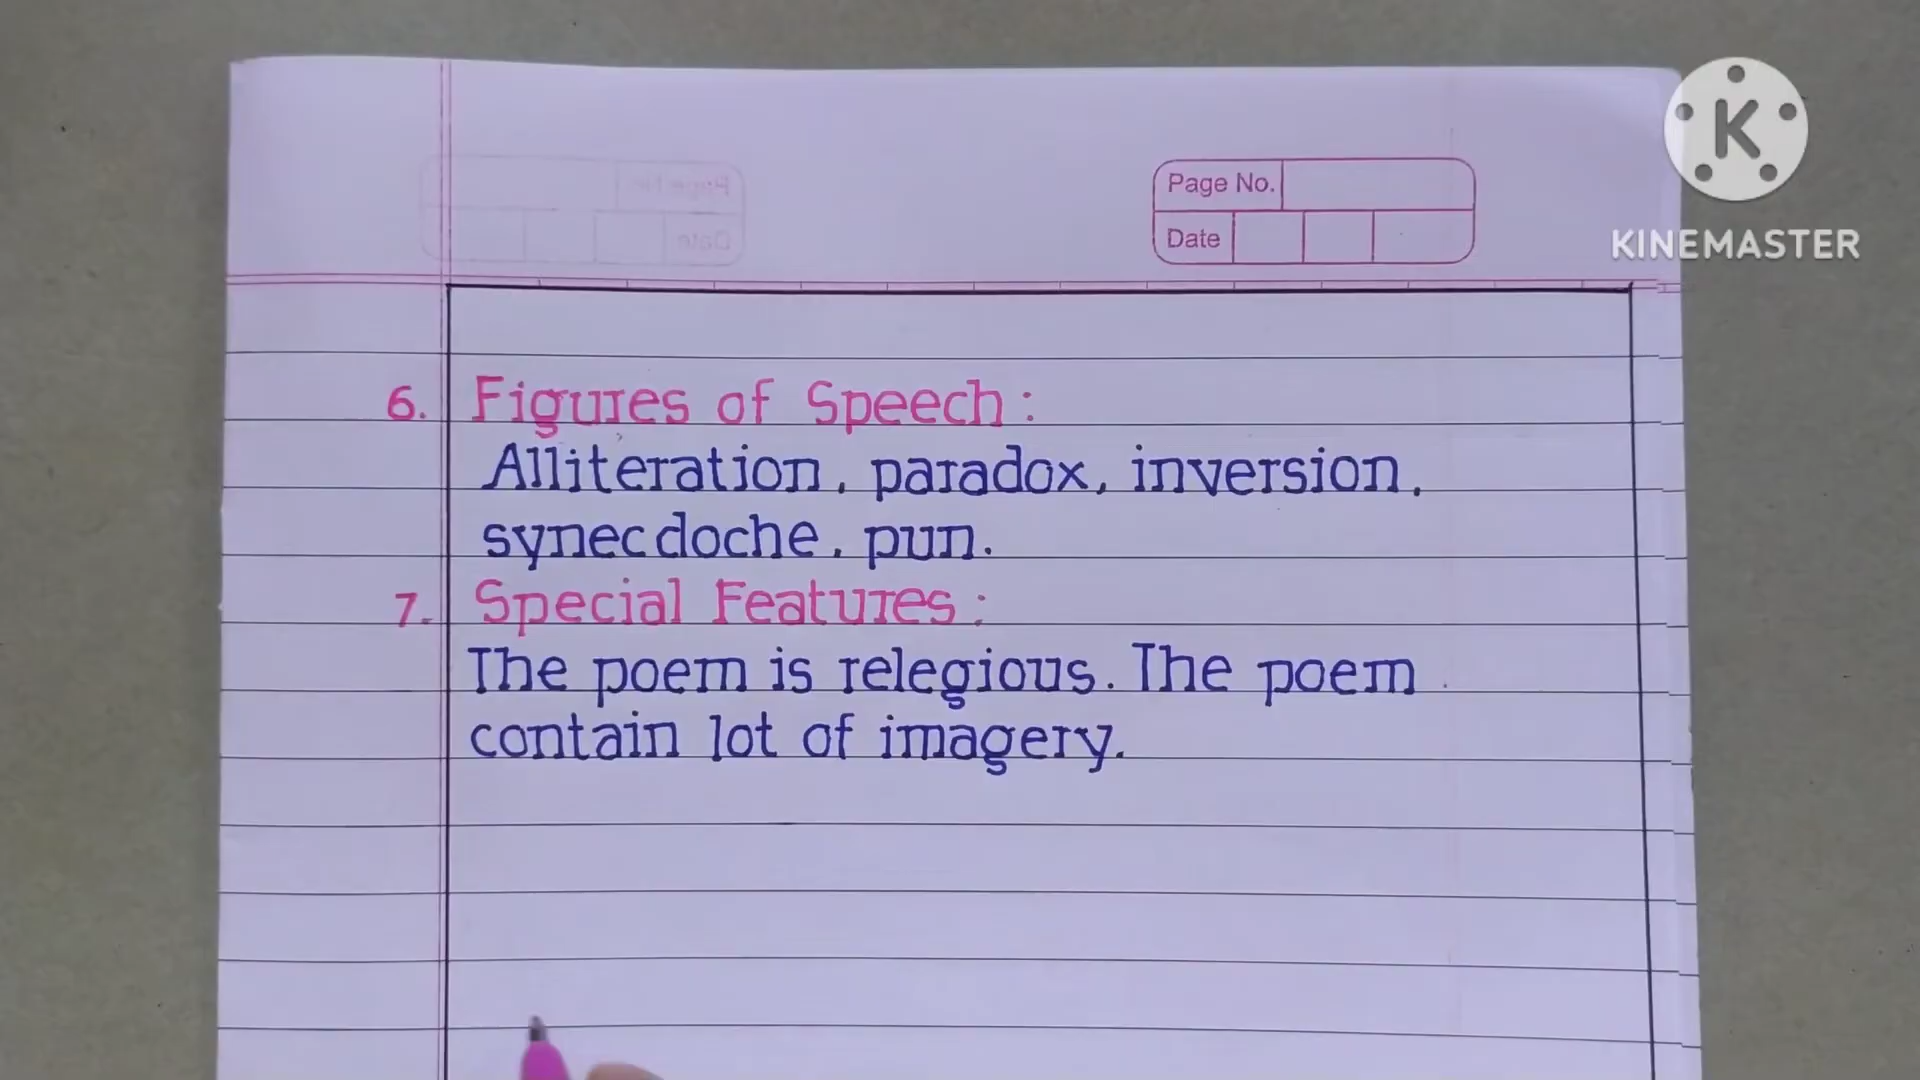 Page No.
Date
K
KINEMASTER
6. Figures of Speech :
Alliteration, paradox, inversion,
synecdoche, pun.
7. Special Features :
The poem is relegious. The poem
contain lot of imagery.